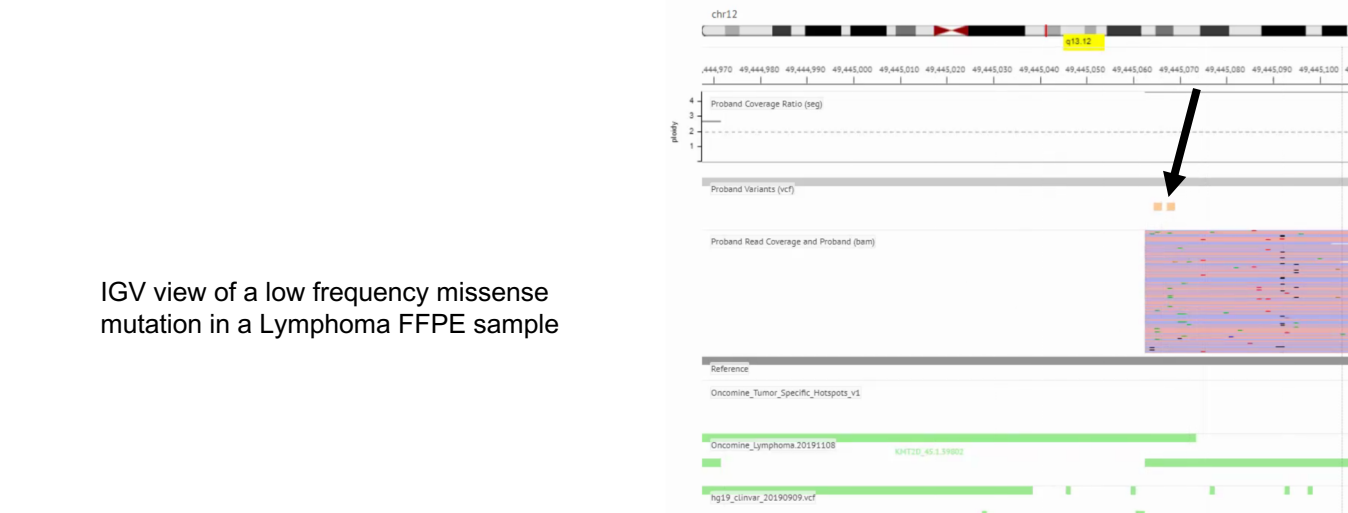 chr12
q13.12
,444,970 49,444,980 49,444,990 49,445,000 49,445,010 49,445,020 49,445,030 49,445,040 49,445,050 49,445,060 49,445,070 49,445,080 49,445,090 49,445,100 4
ploidy
4
3
2
1
Proband Coverage Ratio (seg)
Proband Variants (vcf)
Proband Read Coverage and Proband (bam)
IGV view of a low frequency missense
mutation in a Lymphoma FFPE sample
Reference
Oncomine_Tumor_Specific_Hotspots_v1
Oncomine_Lymphoma.20191108
KMT2D_46.1.59802
hg19_clinvar_20190909.vcf